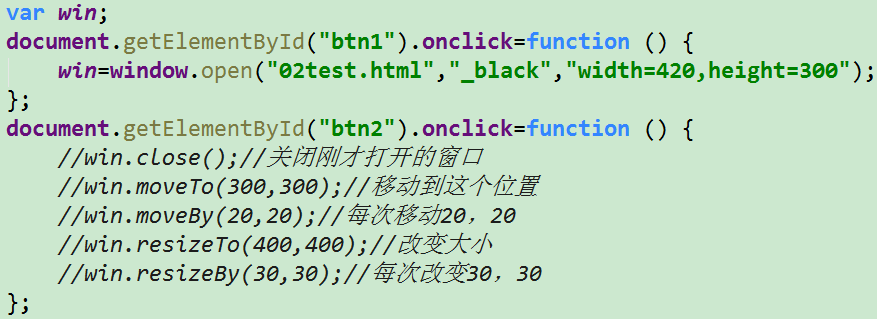 var win;
document.getElementById("btn1").onclick=function () {
win=window.open("02test.html","_black","width=420,height=300");
};
document.getElementById("btn2").onclick=function () {
//win.close();//关闭刚才打开的窗口
//win.moveTo(300,300);//移动到这个位置
//win.moveBy(20,20);//每次移动20，20
//win.resizeTo(400,400);//改变大小
//win.resizeBy(30,30);//每次改变30，30
};